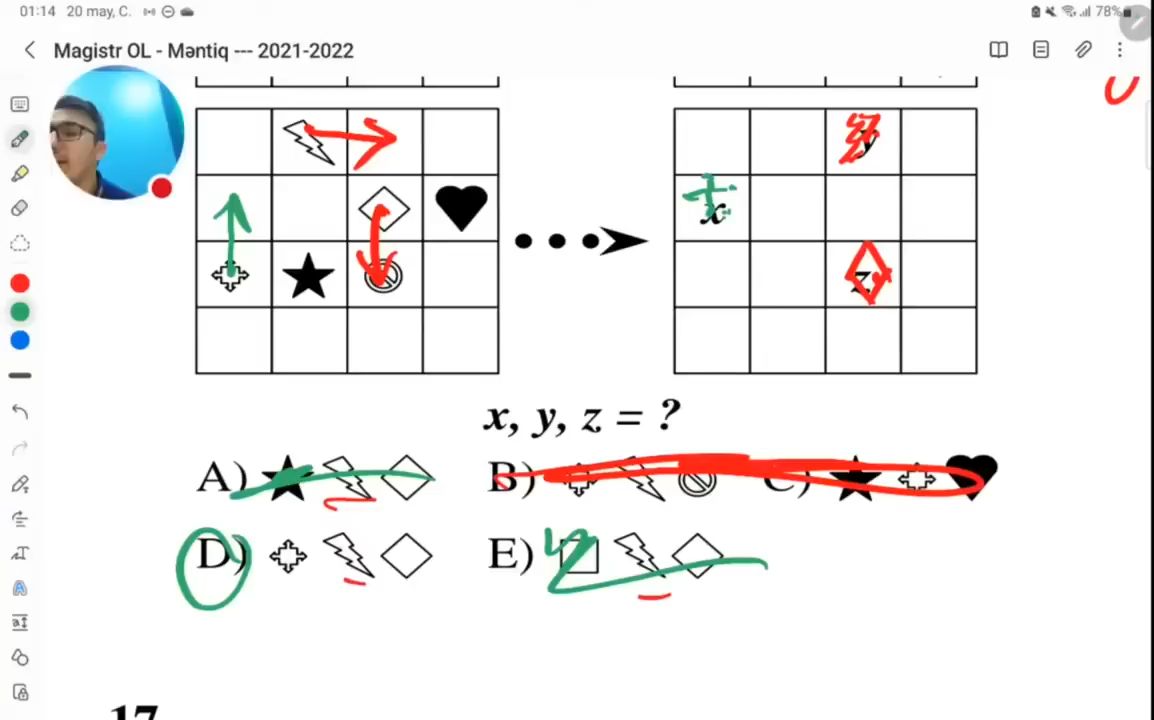 01:14 20 may, C. 78%
Magistr OL - Məntiq --- 2021-2022
y
x
z
x, y, z = ?
A) B) C)
D) E)
17